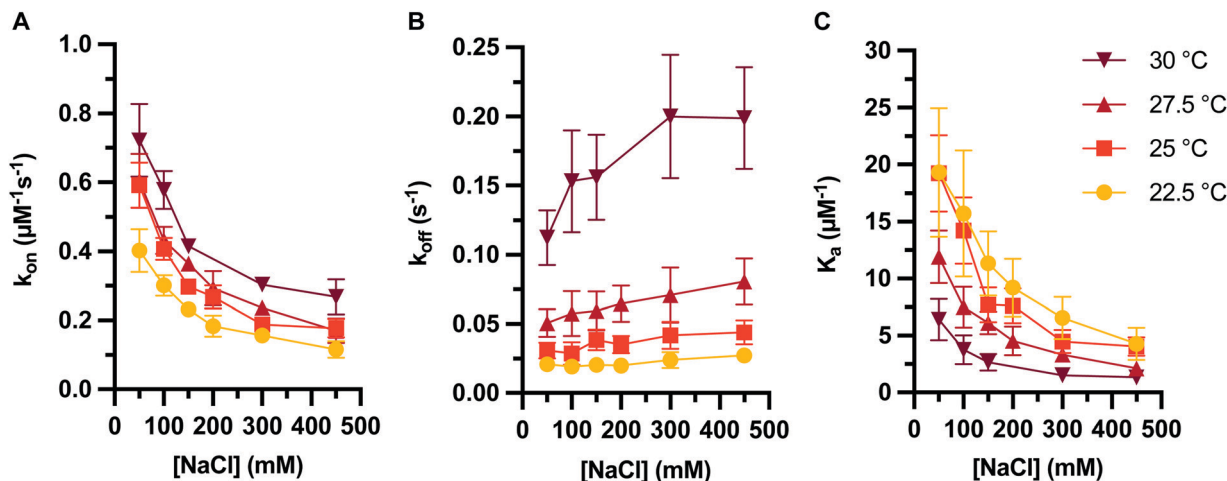 A
k_on (µM⁻¹s⁻¹)
1.0
0.8
0.6
0.4
0.2
0.0
0 100 200 300 400 500
[NaCl] (mM)
B
k_off (s⁻¹)
0.25
0.20
0.15
0.10
0.05
0.00
0 100 200 300 400 500
[NaCl] (mM)
C
K_a (µM⁻¹)
30
25
20
15
10
5
0
0 100 200 300 400 500
[NaCl] (mM)
30 °C
27.5 °C
25 °C
22.5 °C